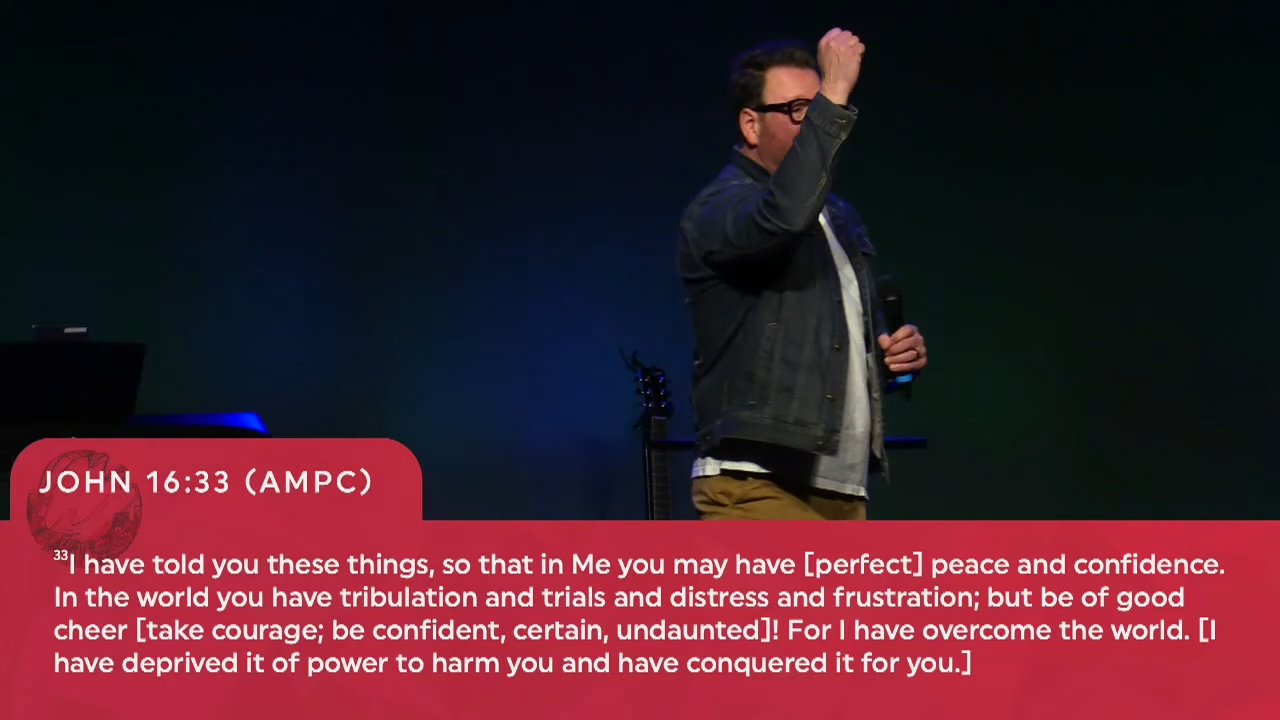 JOHN 16:33 (AMPC)
³³I have told you these things, so that in Me you may have [perfect] peace and confidence.
In the world you have tribulation and trials and distress and frustration; but be of good
cheer [take courage; be confident, certain, undaunted]! For I have overcome the world. [I
have deprived it of power to harm you and have conquered it for you.]